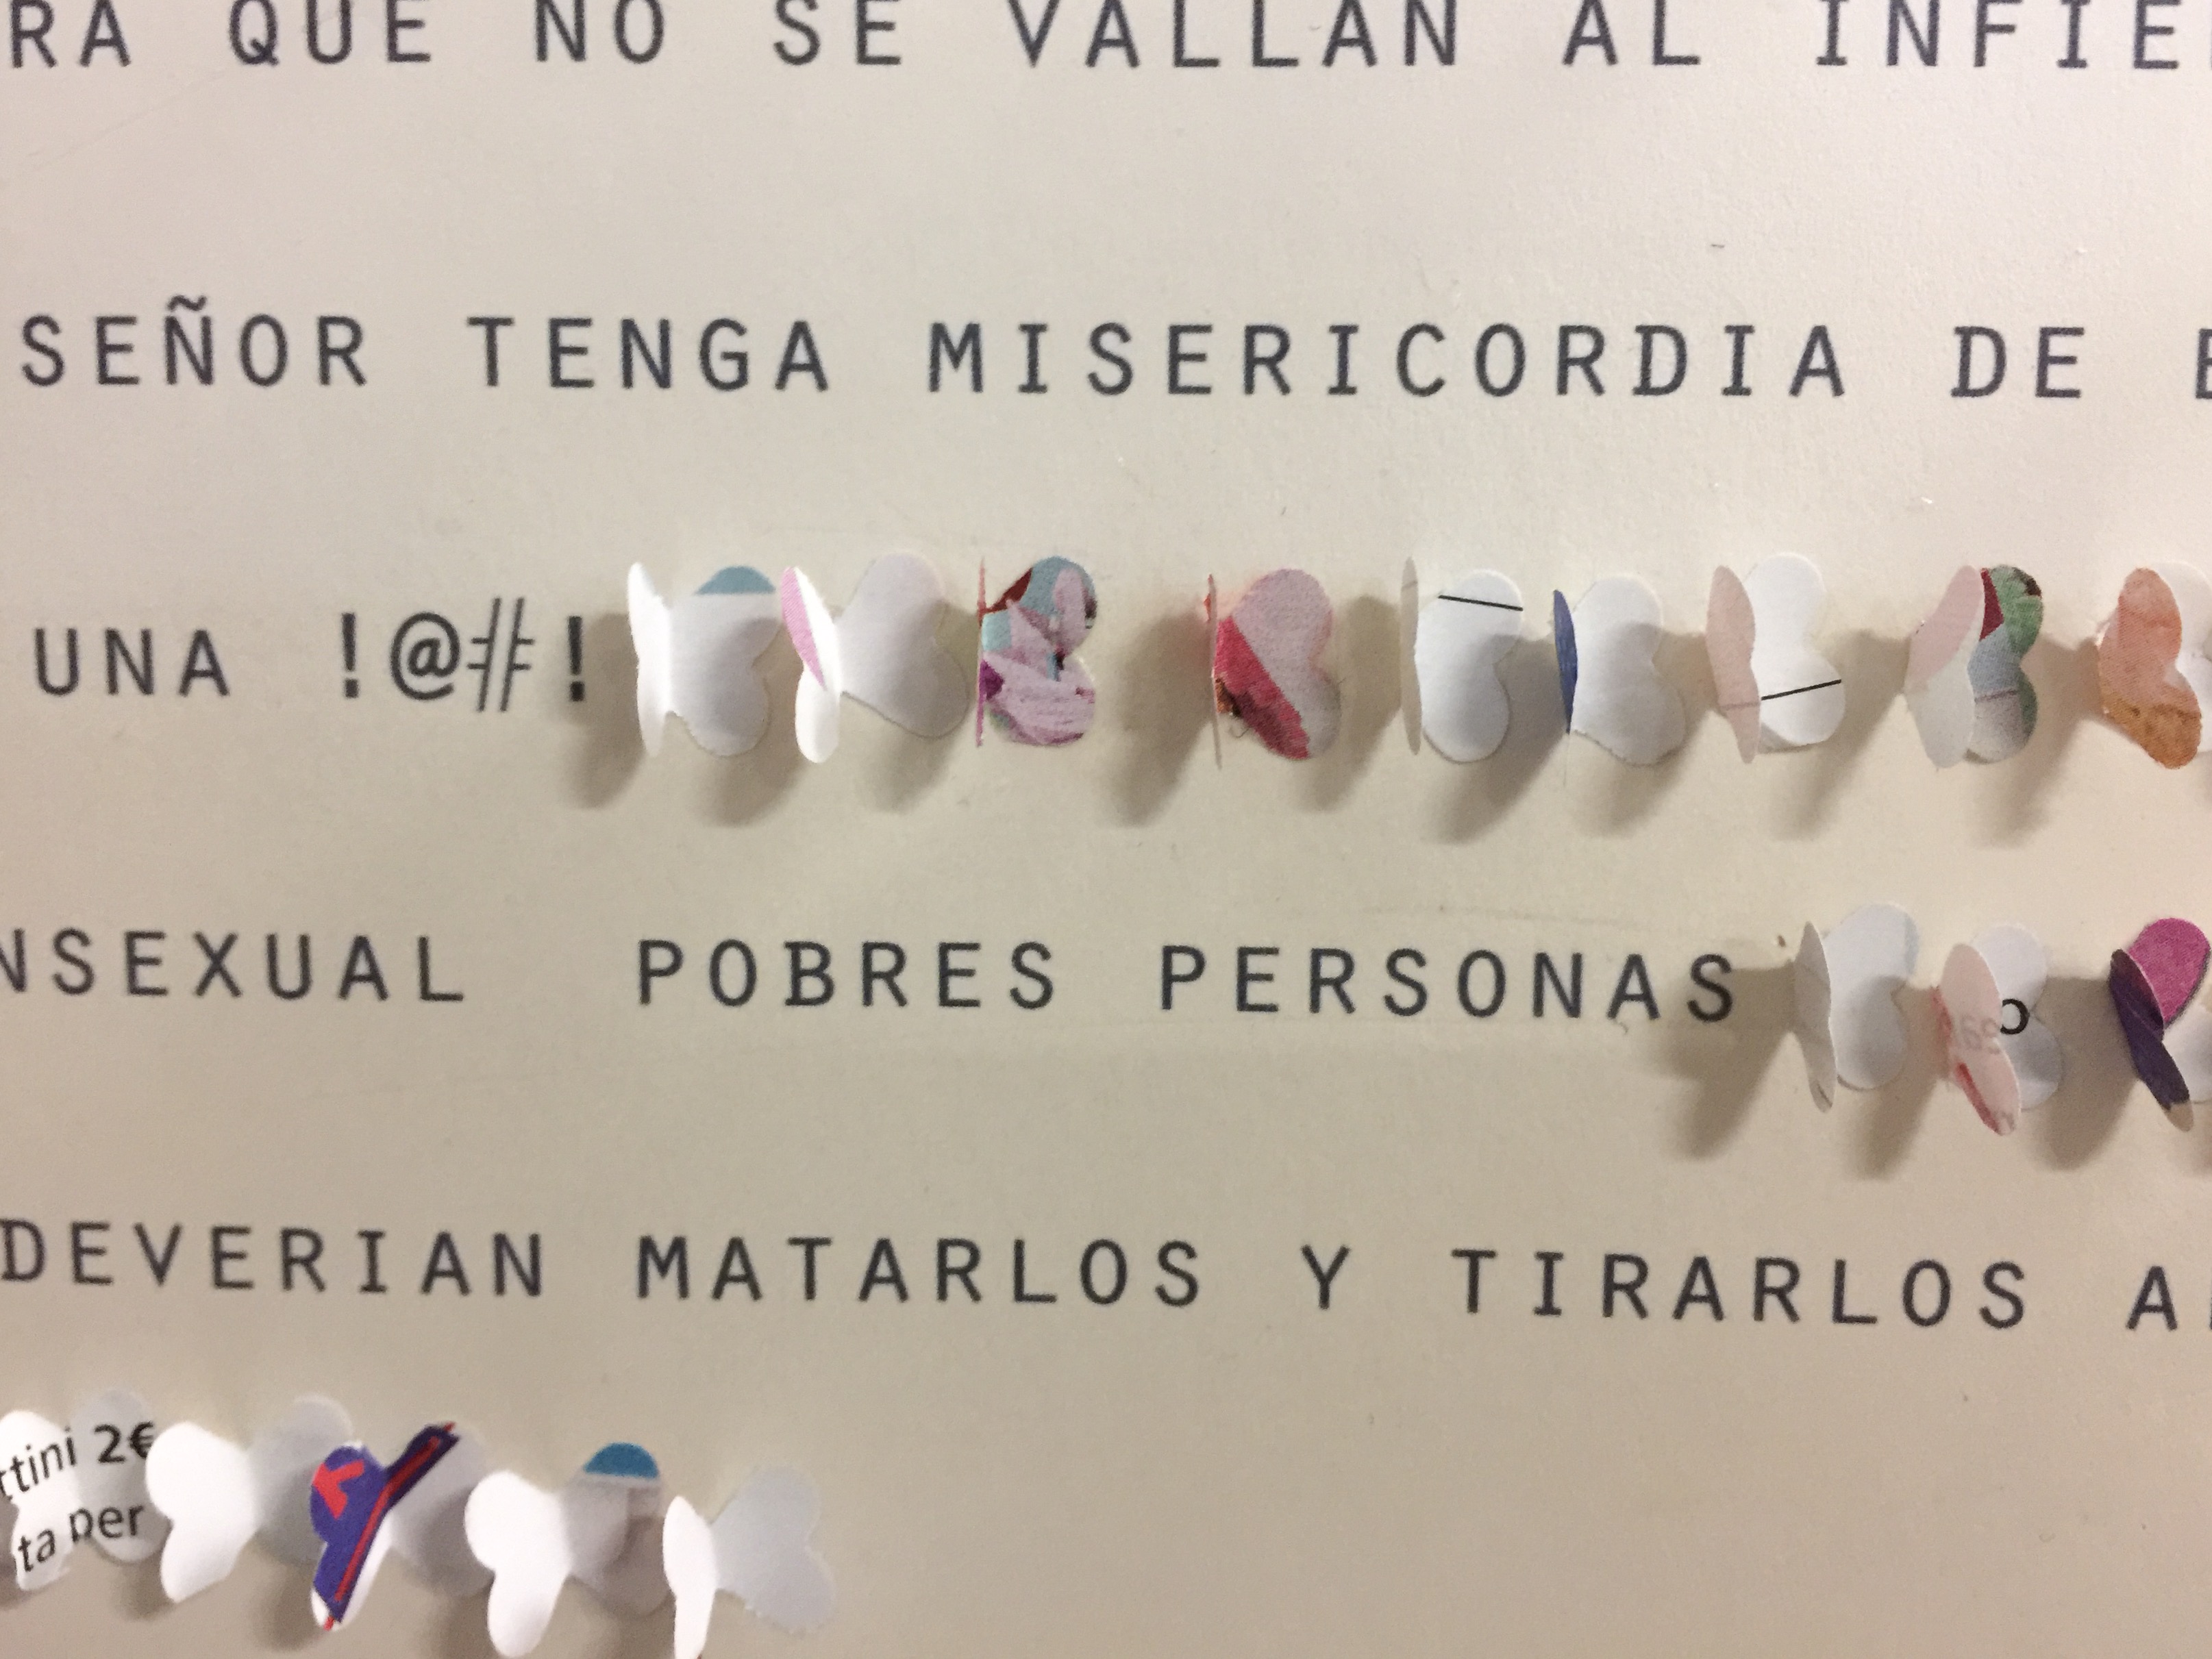 RA QUE NO SE VALLAN AL INFIE
SEÑOR TENGA MISERICORDIA DE E
UNA !@#!
NSEXUAL POBRES PERSONAS
o
DEVERIAN MATARLOS Y TIRARLOS A
rtini 2€
ta per